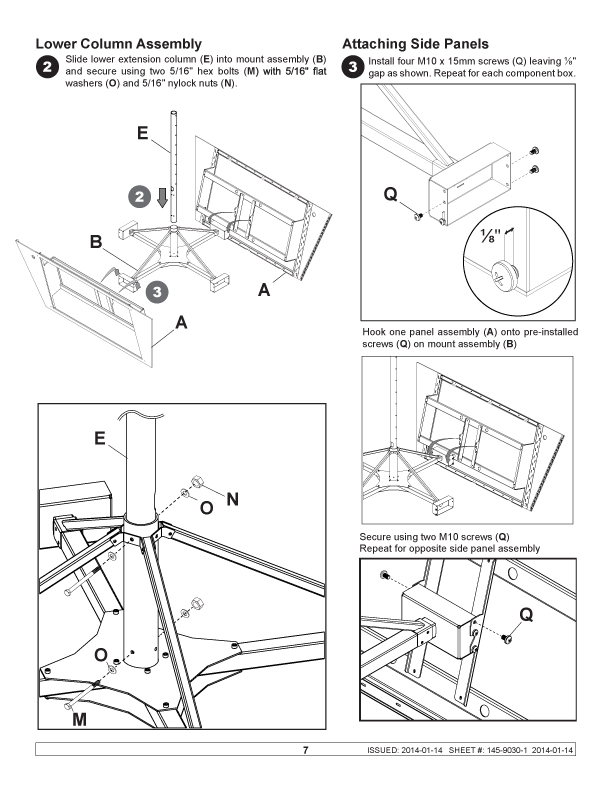 Lower Column Assembly
2
Slide lower extension column (E) into mount assembly (B)
and secure using two 5/16" hex bolts (M) with 5/16" flat
washers (O) and 5/16" nylock nuts (N).
E
2
B
3
A
A
E
N
O
O
M
Attaching Side Panels
3
Install four M10 x 15mm screws (Q) leaving ⅛"
gap as shown. Repeat for each component box.
Q
⅛"
Hook one panel assembly (A) onto pre-installed
screws (Q) on mount assembly (B)
Secure using two M10 screws (Q)
Repeat for opposite side panel assembly
Q
7
ISSUED: 2014-01-14 SHEET #: 145-9030-1 2014-01-14